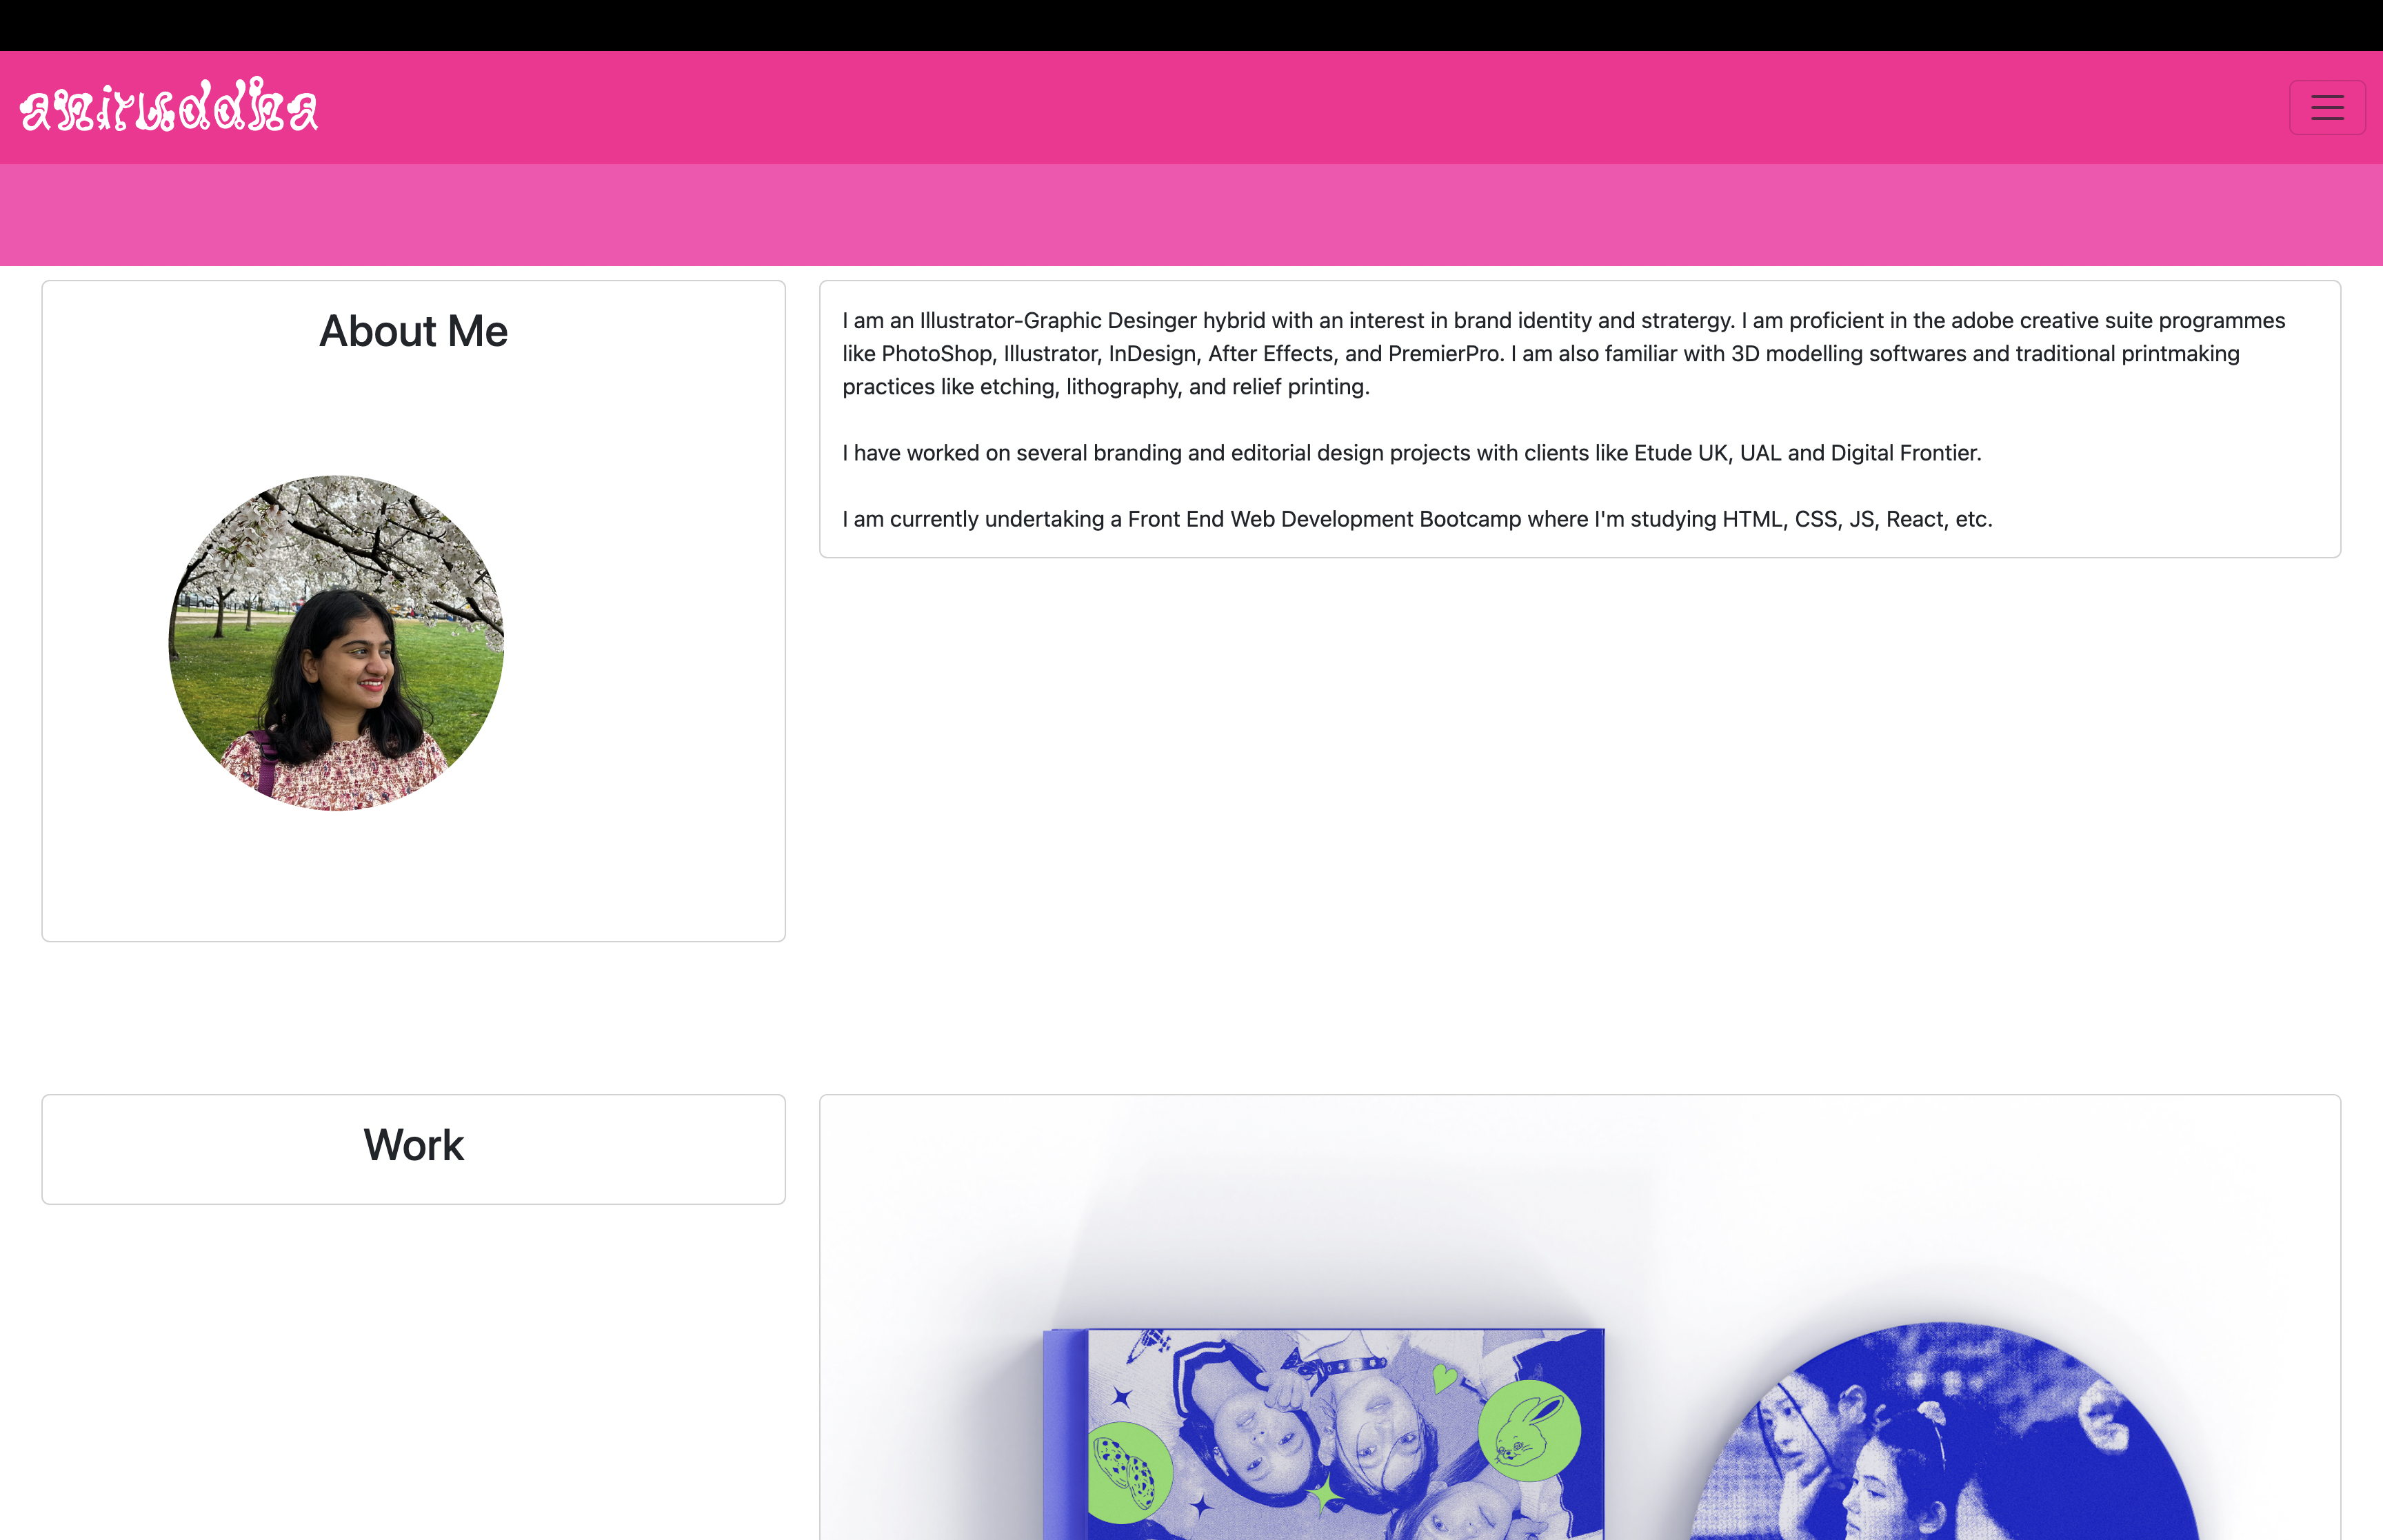 aniruddha
About Me
I am an Illustrator-Graphic Desinger hybrid with an interest in brand identity and stratergy. I am proficient in the adobe creative suite programmes
like PhotoShop, Illustrator, InDesign, After Effects, and PremierPro. I am also familiar with 3D modelling softwares and traditional printmaking
practices like etching, lithography, and relief printing.
I have worked on several branding and editorial design projects with clients like Etude UK, UAL and Digital Frontier.
I am currently undertaking a Front End Web Development Bootcamp where I'm studying HTML, CSS, JS, React, etc.
Work